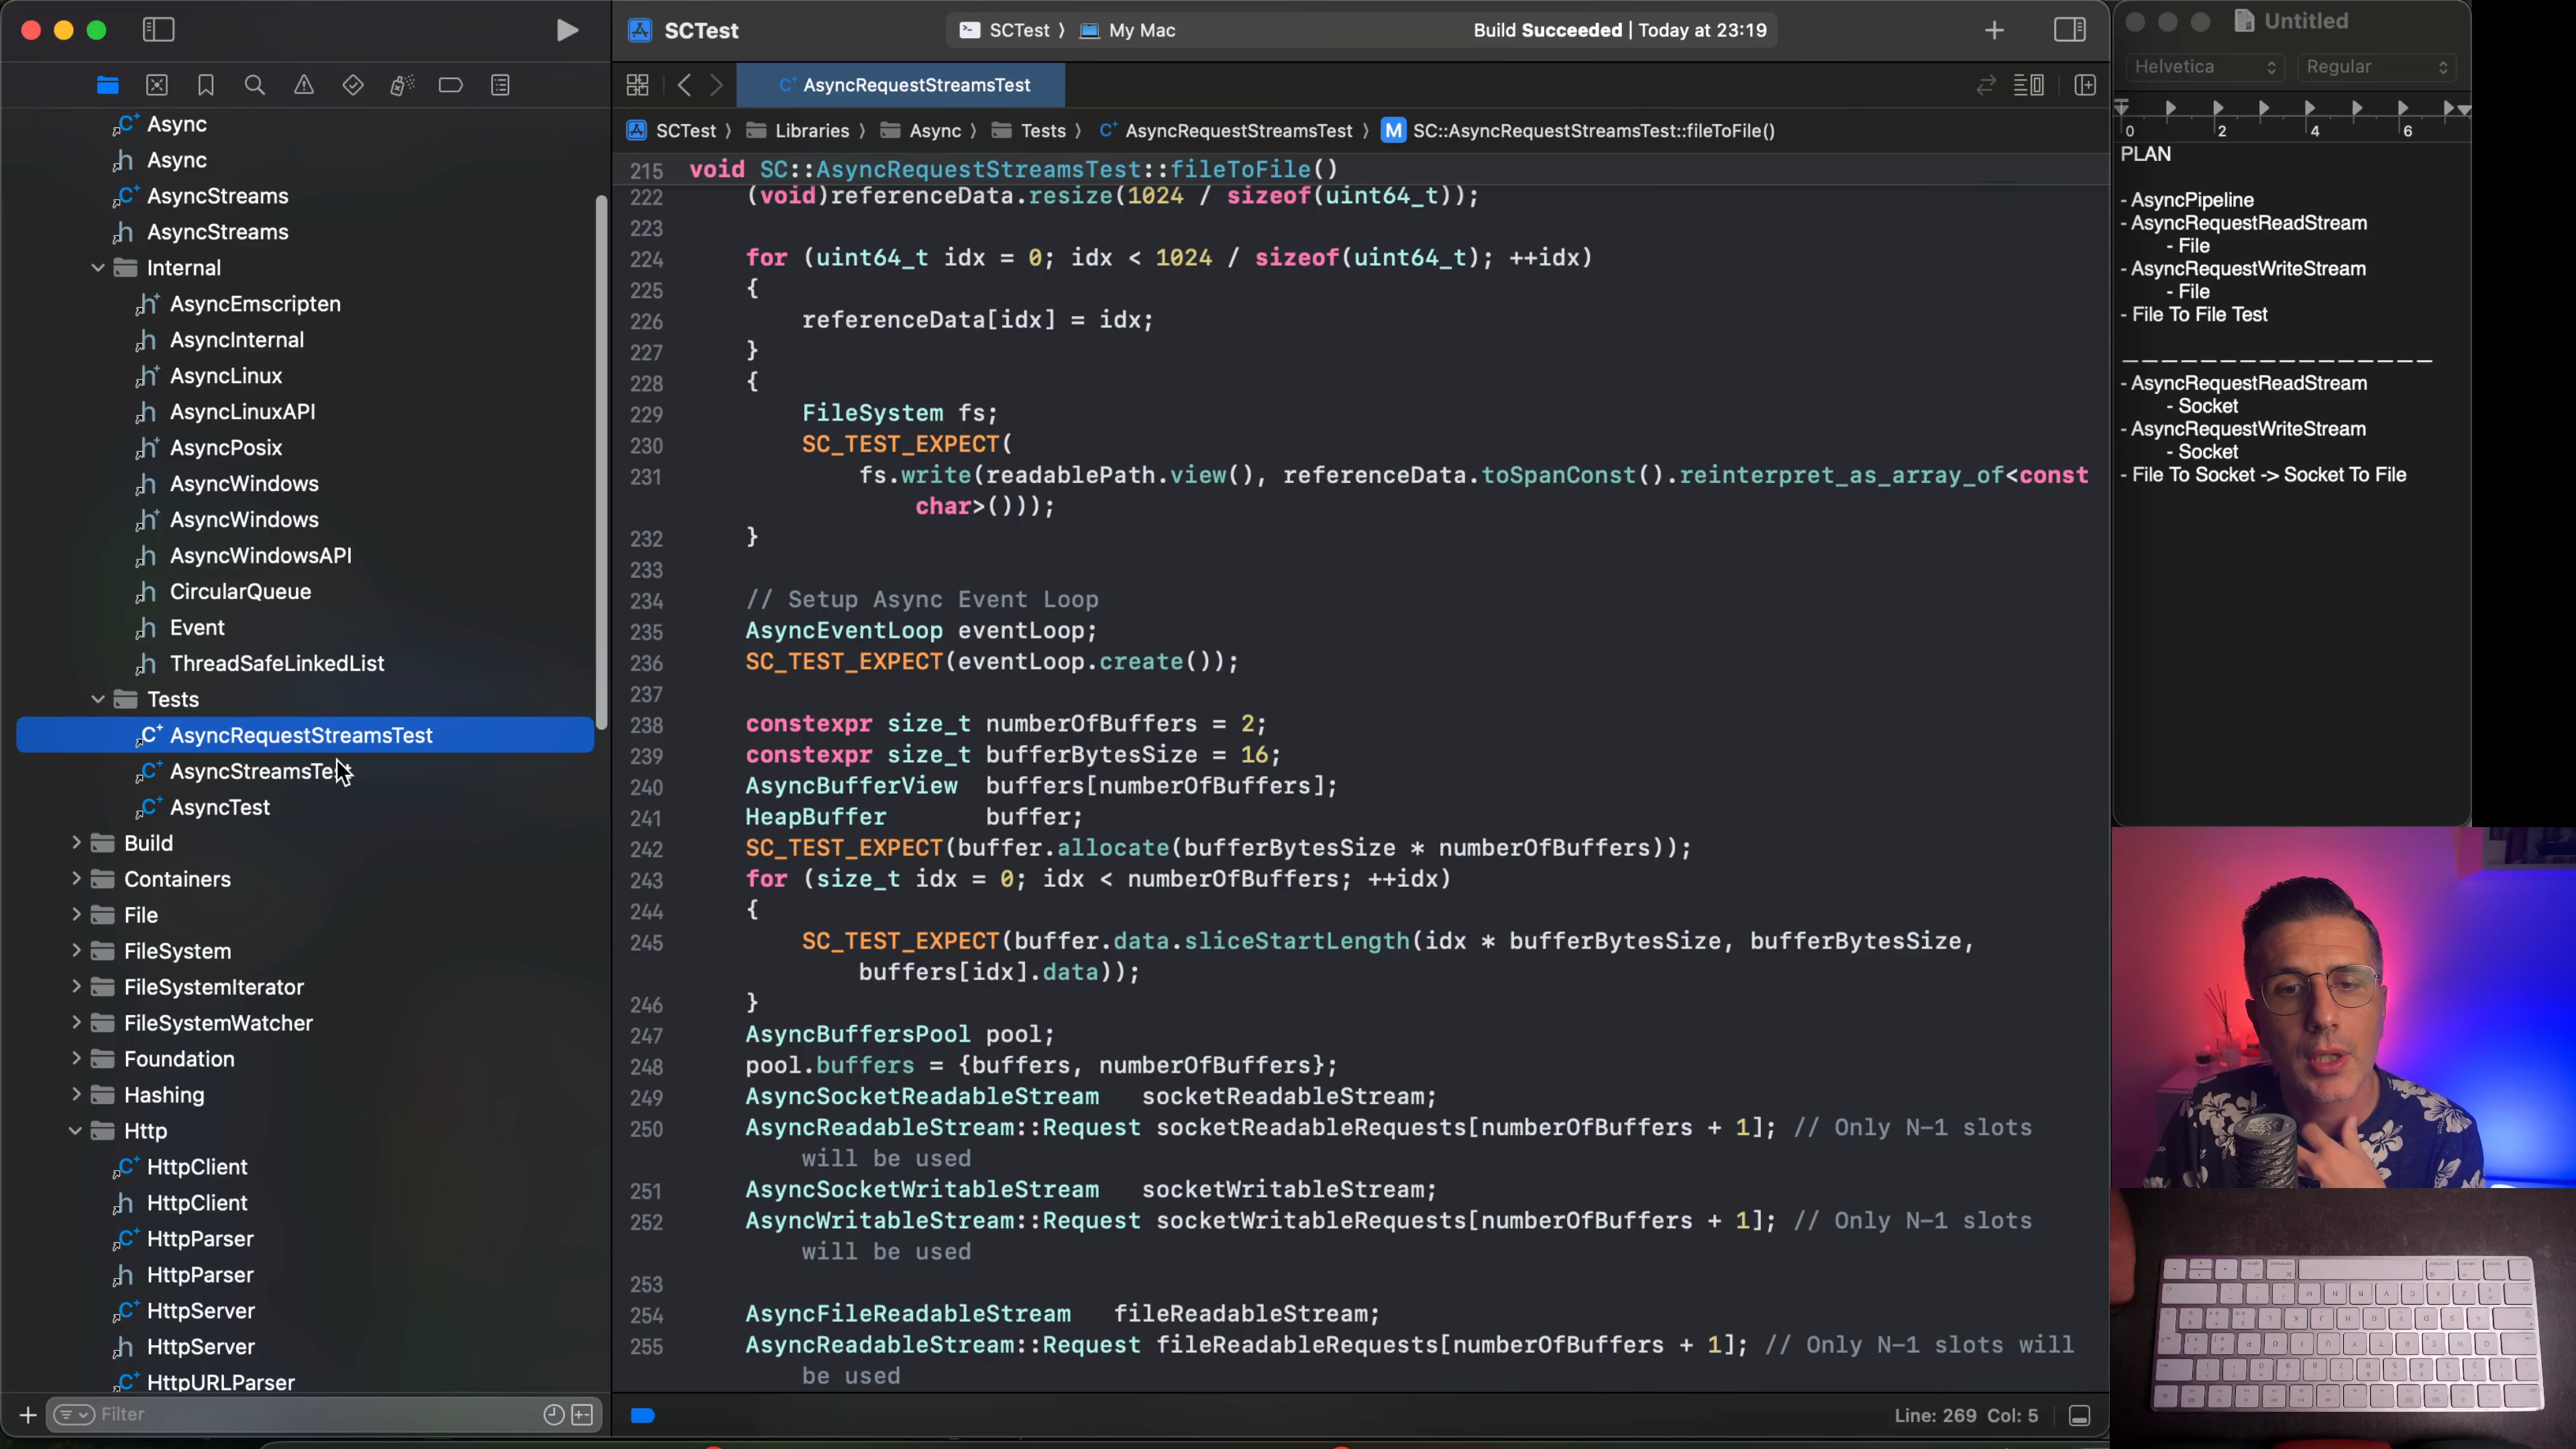 SCTest
SCTest 〉 My Mac
Build Succeeded | Today at 23:19
AsyncRequestStreamsTest
SCTest 〉 Libraries 〉 Async 〉 Tests 〉 AsyncRequestStreamsTest 〉 M SC::AsyncRequestStreamsTest::fileToFile()
Async
Async
AsyncStreams
AsyncStreams
Internal
AsyncEmscripten
AsyncInternal
AsyncLinux
AsyncLinuxAPI
AsyncPosix
AsyncWindows
AsyncWindows
AsyncWindowsAPI
CircularQueue
Event
ThreadSafeLinkedList
Tests
AsyncRequestStreamsTest
AsyncStreamsTest
AsyncTest
Build
Containers
File
FileSystem
FileSystemIterator
FileSystemWatcher
Foundation
Hashing
Http
HttpClient
HttpClient
HttpParser
HttpParser
HttpServer
HttpServer
HttpURLParser
Filter
215 void SC::AsyncRequestStreamsTest::fileToFile()
222 (void)referenceData.resize(1024 / sizeof(uint64_t));
223
224 for (uint64_t idx = 0; idx < 1024 / sizeof(uint64_t); ++idx)
225 {
226 referenceData[idx] = idx;
227 }
228 {
229 FileSystem fs;
230 SC_TEST_EXPECT(
231 fs.write(readablePath.view(), referenceData.toSpanConst().reinterpret_as_array_of<const
char>()));
232 }
233
234 // Setup Async Event Loop
235 AsyncEventLoop eventLoop;
236 SC_TEST_EXPECT(eventLoop.create());
237
238 constexpr size_t numberOfBuffers = 2;
239 constexpr size_t bufferBytesSize = 16;
240 AsyncBufferView buffers[numberOfBuffers];
241 HeapBuffer buffer;
242 SC_TEST_EXPECT(buffer.allocate(bufferBytesSize * numberOfBuffers));
243 for (size_t idx = 0; idx < numberOfBuffers; ++idx)
244 {
245 SC_TEST_EXPECT(buffer.data.sliceStartLength(idx * bufferBytesSize, bufferBytesSize,
buffers[idx].data));
246 }
247 AsyncBuffersPool pool;
248 pool.buffers = {buffers, numberOfBuffers};
249 AsyncSocketReadableStream socketReadableStream;
250 AsyncReadableStream::Request socketReadableRequests[numberOfBuffers + 1]; // Only N-1 slots
will be used
251 AsyncSocketWritableStream socketWritableStream;
252 AsyncWritableStream::Request socketWritableRequests[numberOfBuffers + 1]; // Only N-1 slots
will be used
253
254 AsyncFileReadableStream fileReadableStream;
255 AsyncReadableStream::Request fileReadableRequests[numberOfBuffers + 1]; // Only N-1 slots will
be used
Line: 269 Col: 5
Untitled
Helvetica Regular
0 2 4 6
PLAN
- AsyncPipeline
- AsyncRequestReadStream
- File
- AsyncRequestWriteStream
- File
- File To File Test
_ _ _ _ _ _ _ _ _ _ _ _ _ _ _ _
- AsyncRequestReadStream
- Socket
- AsyncRequestWriteStream
- Socket
- File To Socket -> Socket To File